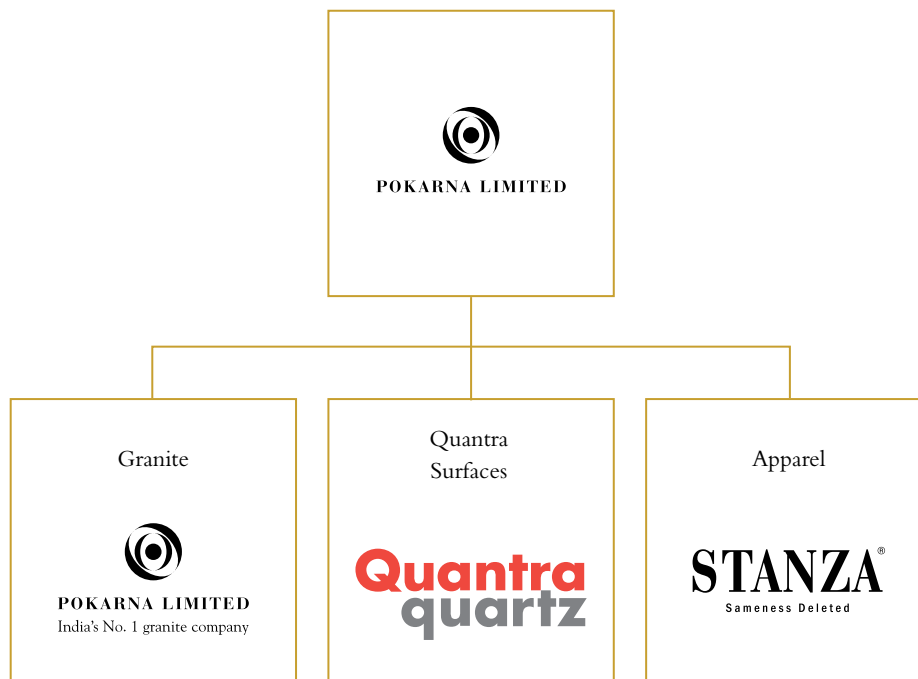 POKARNA LIMITED
Granite
POKARNA LIMITED
India's No. 1 granite company
Quantra
Surfaces
Quantra
quartz
Apparel
STANZA®
Sameness Deleted